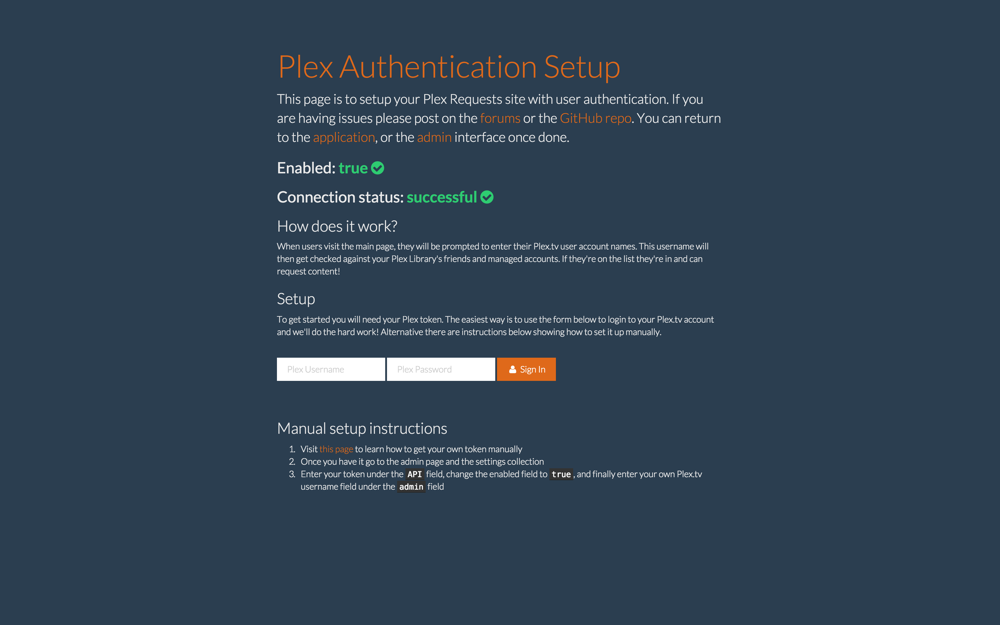 Plex Authentication Setup
This page is to setup your Plex Requests site with user authentication. If you
are having issues please post on the forums or the GitHub repo. You can return
to the application, or the admin interface once done.
Enabled: true
Connection status: successful
How does it work?
When users visit the main page, they will be prompted to enter their Plex.tv user account names. This username will
then get checked against your Plex Library's friends and managed accounts. If they're on the list they're in and can
request content!
Setup
To get started you will need your Plex token. The easiest way is to use the form below to login to your Plex.tv account
and we'll do the hard work! Alternative there are instructions below showing how to set it up manually.
Plex Username Plex Password Sign In
Manual setup instructions
1. Visit this page to learn how to get your own token manually
2. Once you have it go to the admin page and the settings collection
3. Enter your token under the API field, change the enabled field to true, and finally enter your own Plex.tv
username field under the admin field